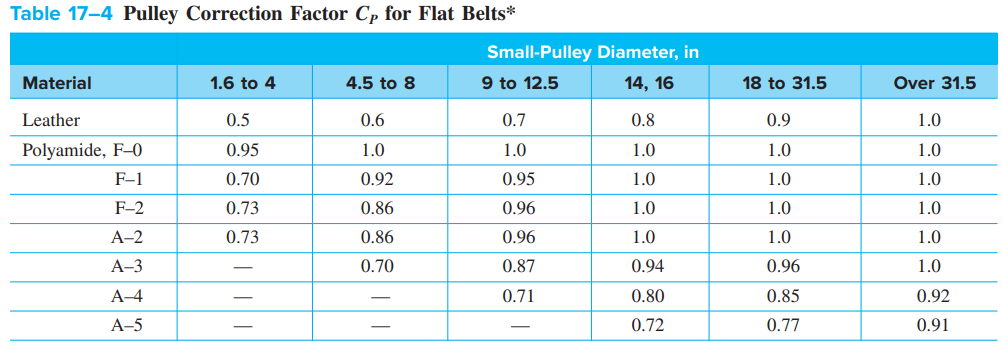 Table 17–4 Pulley Correction Factor CP for Flat Belts*
Small-Pulley Diameter, in
Material 1.6 to 4 4.5 to 8 9 to 12.5 14, 16 18 to 31.5 Over 31.5
Leather 0.5 0.6 0.7 0.8 0.9 1.0
Polyamide, F–0 0.95 1.0 1.0 1.0 1.0 1.0
F–1 0.70 0.92 0.95 1.0 1.0 1.0
F–2 0.73 0.86 0.96 1.0 1.0 1.0
A–2 0.73 0.86 0.96 1.0 1.0 1.0
A–3 — 0.70 0.87 0.94 0.96 1.0
A–4 — — 0.71 0.80 0.85 0.92
A–5 — — — 0.72 0.77 0.91